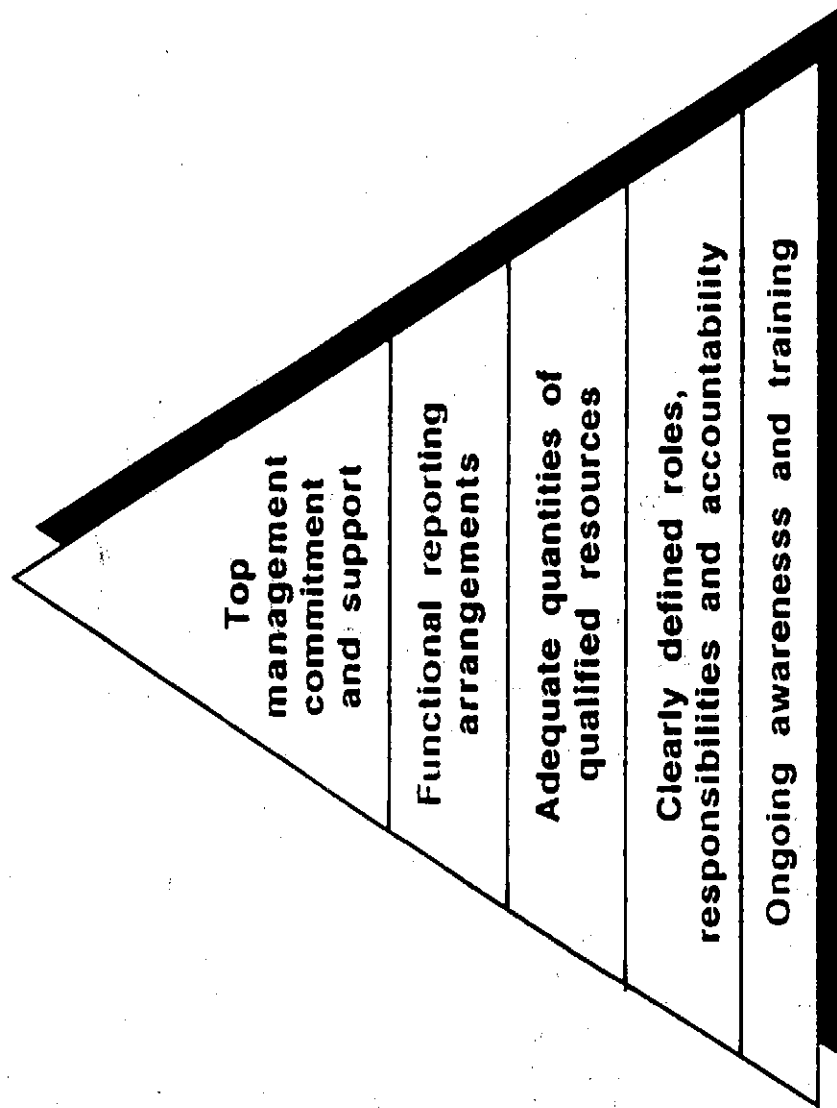 Top
management
commitment
and support
Functional reporting
arrangements
Adequate quantities of
qualified resources
Clearly defined roles,
responsibilities and accountability
Ongoing awarenesss and training